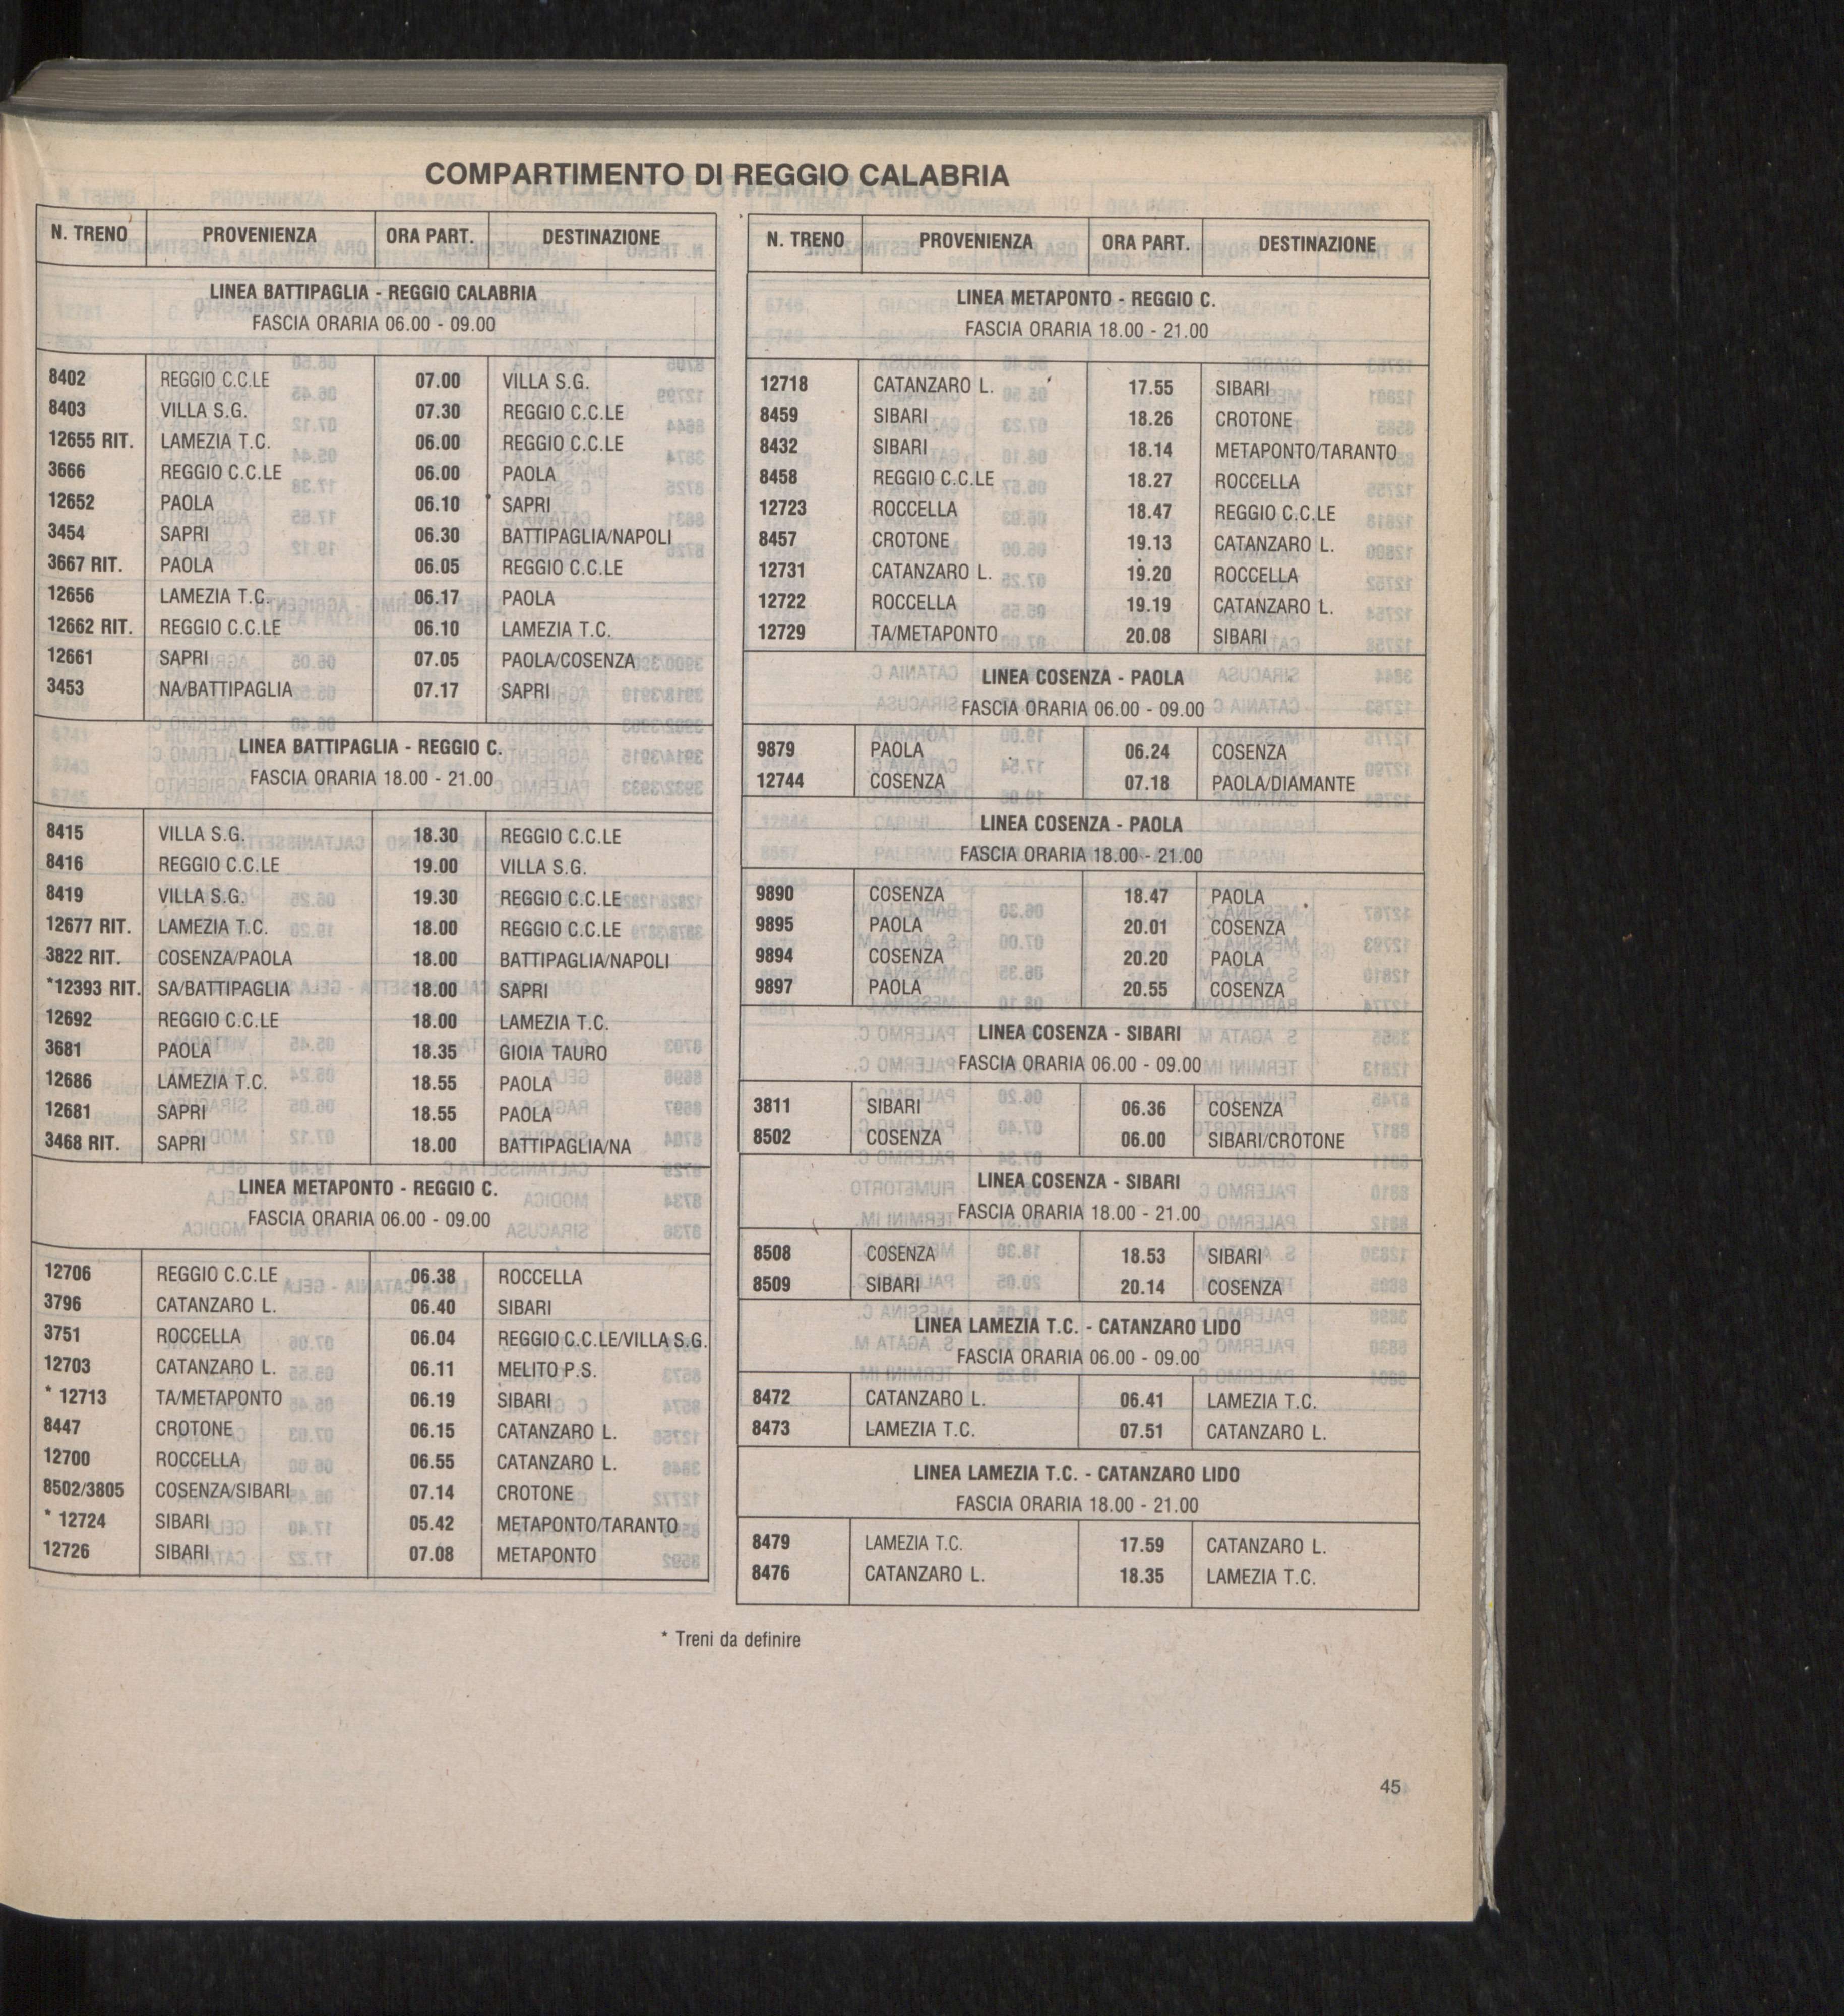 COMPARTIMENTO DI REGGIO CALABRIA
N. TRENO PROVENIENZA ORA PART. DESTINAZIONE
LINEA BATTIPAGLIA - REGGIO CALABRIA
FASCIA ORARIA 06.00 - 09.00
8402 REGGIO C.C.LE 07.00 VILLA S.G.
8403 VILLA S.G. 07.30 REGGIO C.C.LE
12655 RIT. LAMEZIA T.C. 06.00 REGGIO C.C.LE
3666 REGGIO C.C.LE 06.00 PAOLA
12652 PAOLA 06.10 SAPRI
3454 SAPRI 06.30 BATTIPAGLIA/NAPOLI
3667 RIT. PAOLA 06.05 REGGIO C.C.LE
12656 LAMEZIA T.C. 06.17 PAOLA
12662 RIT. REGGIO C.C.LE 06.10 LAMEZIA T.C.
12661 SAPRI 07.05 PAOLA/COSENZA
3453 NA/BATTIPAGLIA 07.17 SAPRI
LINEA BATTIPAGLIA - REGGIO C.
FASCIA ORARIA 18.00 - 21.00
8415 VILLA S.G. 18.30 REGGIO C.C.LE
8416 REGGIO C.C.LE 19.00 VILLA S.G.
8419 VILLA S.G. 19.30 REGGIO C.C.LE
12677 RIT. LAMEZIA T.C. 18.00 REGGIO C.C.LE
3822 RIT. COSENZA/PAOLA 18.00 BATTIPAGLIA/NAPOLI
*12393 RIT. SA/BATTIPAGLIA 18.00 SAPRI
12692 REGGIO C.C.LE 18.00 LAMEZIA T.C.
3681 PAOLA 18.35 GIOIA TAURO
12686 LAMEZIA T.C. 18.55 PAOLA
12681 SAPRI 18.55 PAOLA
3468 RIT. SAPRI 18.00 BATTIPAGLIA/NA
LINEA METAPONTO - REGGIO C.
FASCIA ORARIA 06.00 - 09.00
12706 REGGIO C.C.LE 06.38 ROCCELLA
3796 CATANZARO L. 06.40 SIBARI
3751 ROCCELLA 06.04 REGGIO C.C.LE/VILLA S.G.
12703 CATANZARO L. 06.11 MELITO P.S.
* 12713 TA/METAPONTO 06.19 SIBARI
8447 CROTONE 06.15 CATANZARO L.
12700 ROCCELLA 06.55 CATANZARO L.
8502/3805 COSENZA/SIBARI 07.14 CROTONE
* 12724 SIBARI 05.42 METAPONTO/TARANTO
12726 SIBARI 07.08 METAPONTO
N. TRENO PROVENIENZA ORA PART. DESTINAZIONE
LINEA METAPONTO - REGGIO C.
FASCIA ORARIA 18.00 - 21.00
12718 CATANZARO L. 17.55 SIBARI
8459 SIBARI 18.26 CROTONE
8432 SIBARI 18.14 METAPONTO/TARANTO
8458 REGGIO C.C.LE 18.27 ROCCELLA
12723 ROCCELLA 18.47 REGGIO C.C.LE
8457 CROTONE 19.13 CATANZARO L.
12731 CATANZARO L. 19.20 ROCCELLA
12722 ROCCELLA 19.19 CATANZARO L.
12729 TA/METAPONTO 20.08 SIBARI
LINEA COSENZA - PAOLA
FASCIA ORARIA 06.00 - 09.00
9879 PAOLA 06.24 COSENZA
12744 COSENZA 07.18 PAOLA/DIAMANTE
LINEA COSENZA - PAOLA
FASCIA ORARIA 18.00 - 21.00
9890 COSENZA 18.47 PAOLA
9895 PAOLA 20.01 COSENZA
9894 COSENZA 20.20 PAOLA
9897 PAOLA 20.55 COSENZA
LINEA COSENZA - SIBARI
FASCIA ORARIA 06.00 - 09.00
3811 SIBARI 06.36 COSENZA
8502 COSENZA 06.00 SIBARI/CROTONE
LINEA COSENZA - SIBARI
FASCIA ORARIA 18.00 - 21.00
8508 COSENZA 18.53 SIBARI
8509 SIBARI 20.14 COSENZA
LINEA LAMEZIA T.C. - CATANZARO LIDO
FASCIA ORARIA 06.00 - 09.00
8472 CATANZARO L. 06.41 LAMEZIA T.C.
8473 LAMEZIA T.C. 07.51 CATANZARO L.
LINEA LAMEZIA T.C. - CATANZARO LIDO
FASCIA ORARIA 18.00 - 21.00
8479 LAMEZIA T.C. 17.59 CATANZARO L.
8476 CATANZARO L. 18.35 LAMEZIA T.C.
* Treni da definire
45